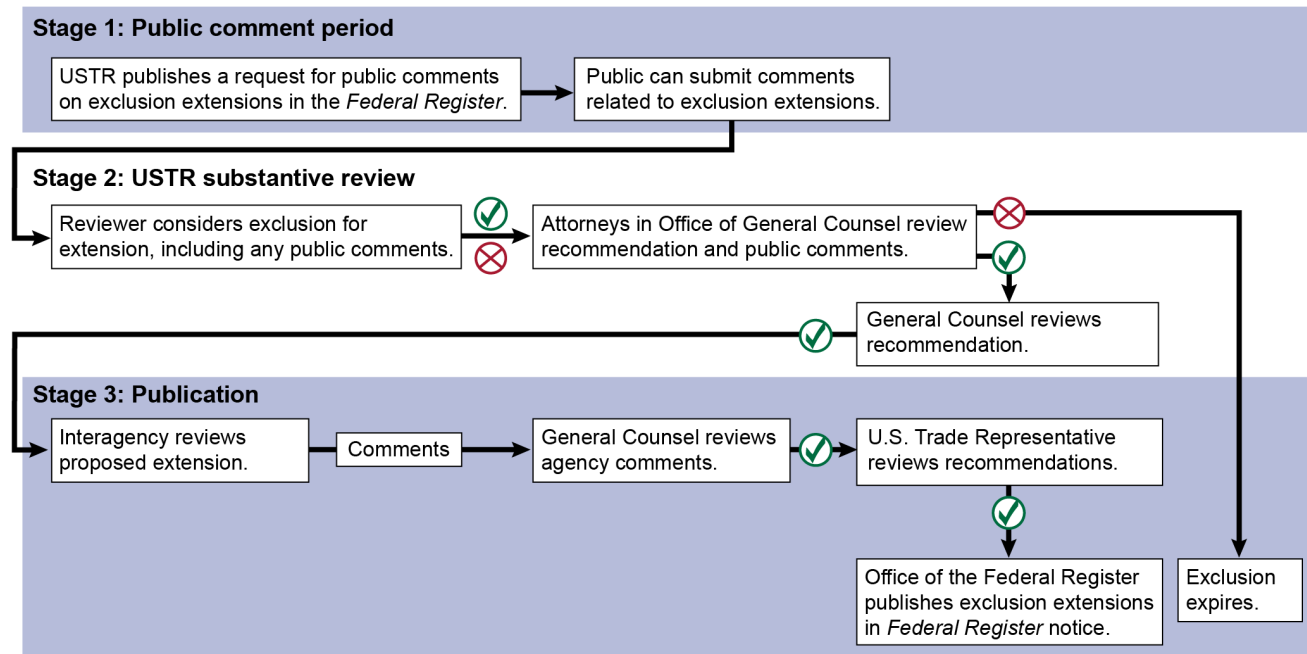 Stage 1: Public comment period
USTR publishes a request for public comments
on exclusion extensions in the Federal Register.
Public can submit comments
related to exclusion extensions.
Stage 2: USTR substantive review
Reviewer considers exclusion for
extension, including any public comments.
Attorneys in Office of General Counsel review
recommendation and public comments.
General Counsel reviews
recommendation.
Stage 3: Publication
Interagency reviews
proposed extension.
Comments
General Counsel reviews
agency comments.
U.S. Trade Representative
reviews recommendations.
Office of the Federal Register
publishes exclusion extensions
in Federal Register notice.
Exclusion
expires.